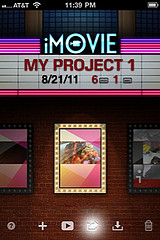 AT&T 11:39 PM
iMOVIE
MY PROJECT 1
8/21/11 6 1